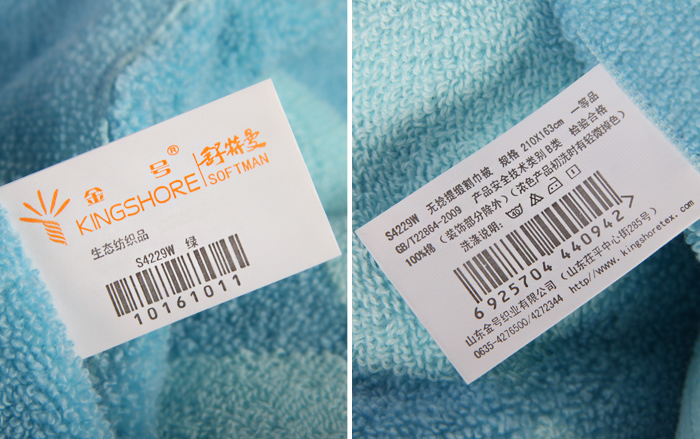 金号®
舒特曼
KINGSHORE
SOFTMAN
生态纺织品
S4229W 绿
10161011
S4229W 无捻提缎割巾被 规格 210X163cm 一等品
GB/T22864-2009 产品安全技术类别 B类 检验合格
100%棉 (装饰部分除外)(浓色产品初洗时有轻微掉色)
洗涤说明:
6925704 440942
山东金号织业有限公司(山东茌平中心街285号)
0635-4276500/4272344 http//www.kingshoretex.com